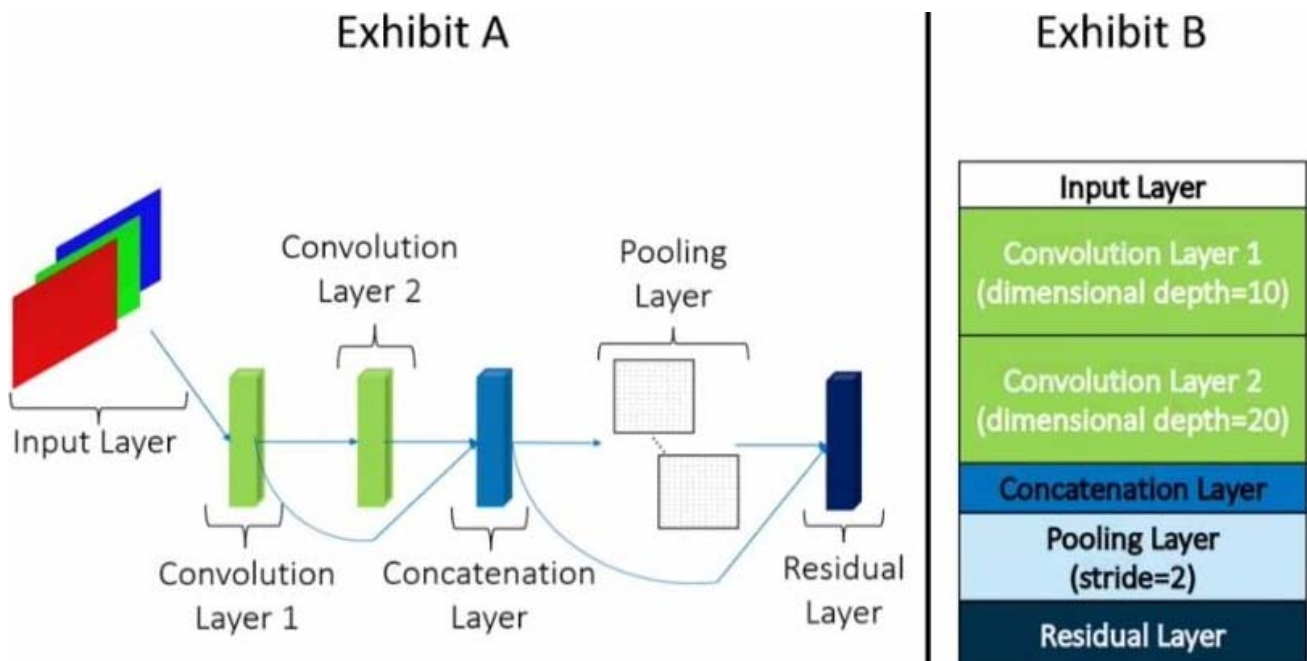 Exhibit A
Convolution
Layer 2
Pooling
Layer
Input Layer
Convolution
Layer 1
Concatenation
Layer
Residual
Layer
Exhibit B
Input Layer
Convolution Layer 1
(dimensional depth=10)
Convolution Layer 2
(dimensional depth=20)
Concatenation Layer
Pooling Layer
(stride=2)
Residual Layer